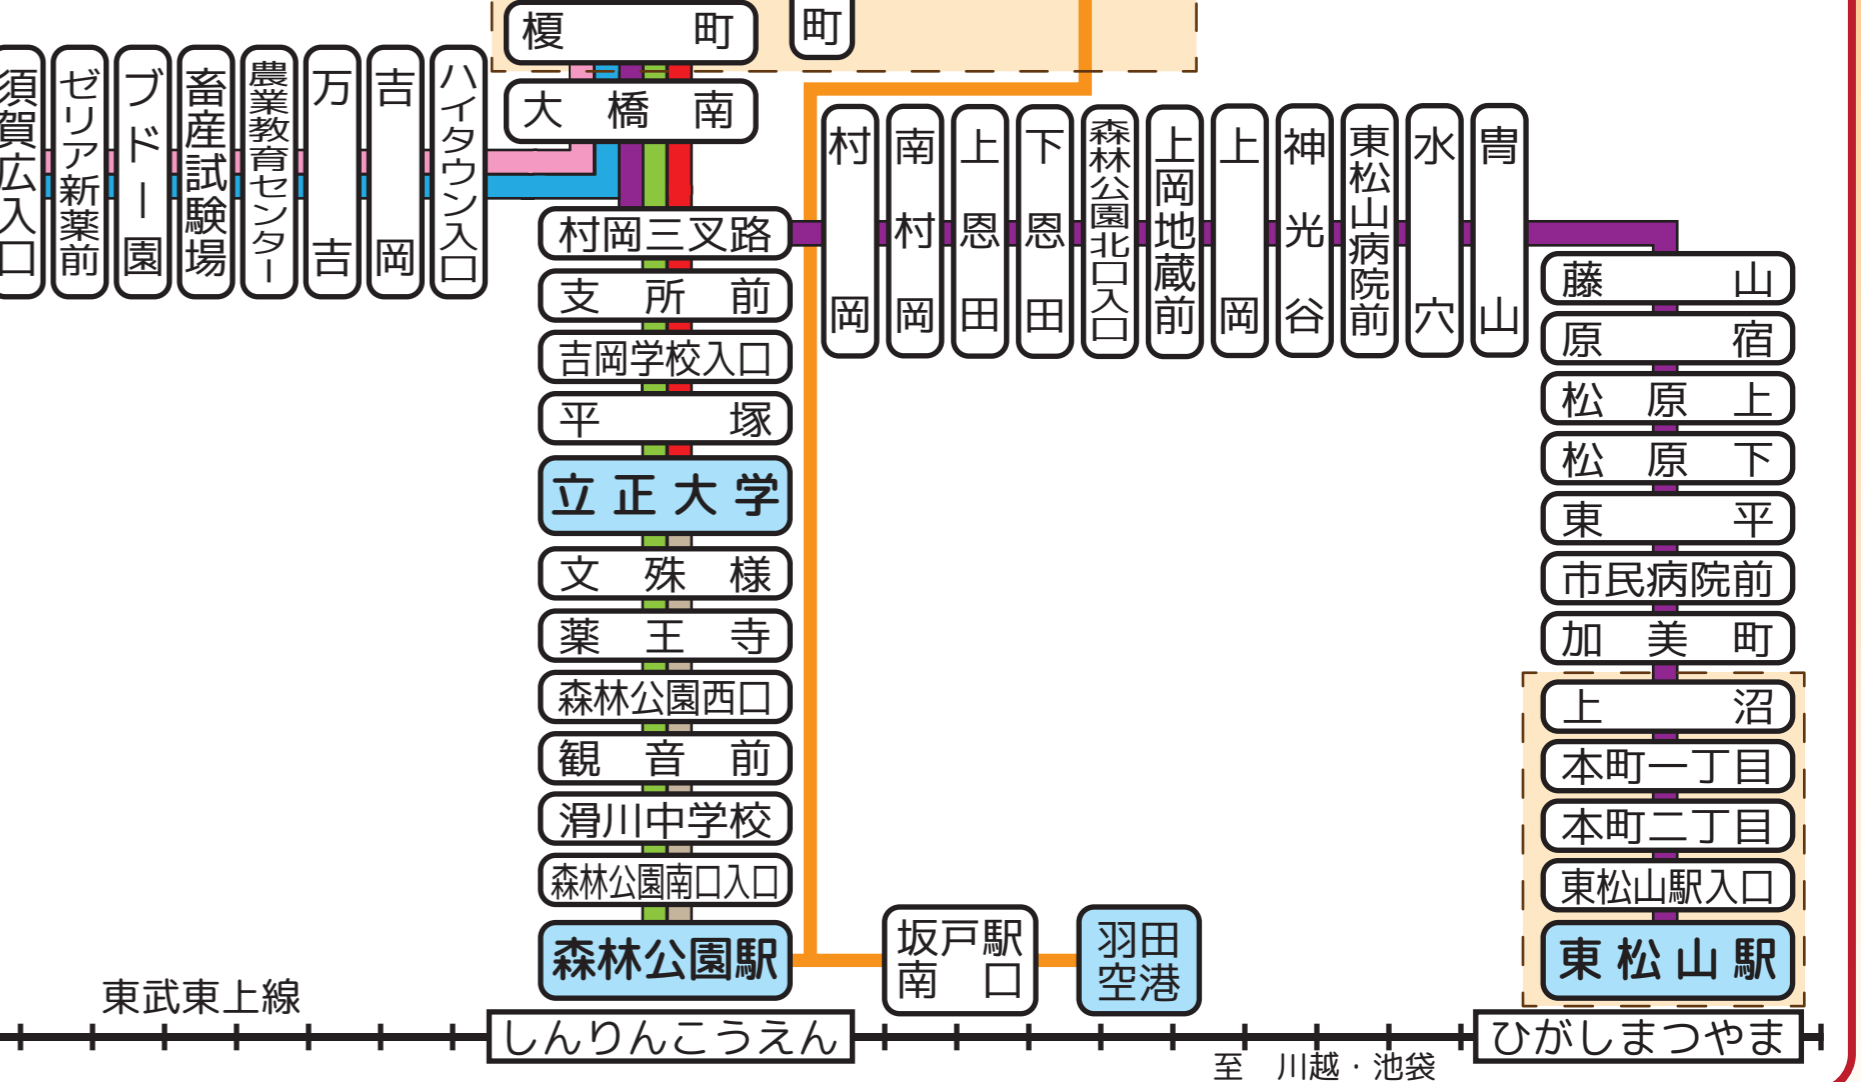 榎町
町
大橋南
須賀広入口
ゼリア新薬前
ブドー園
畜産試験場
農業教育センター
万吉
吉岡
ハイタウン入口
村岡三叉路
支所前
吉岡学校入口
平塚
立正大学
文殊様
薬王寺
森林公園西口
観音前
滑川中学校
森林公園南口入口
森林公園駅
村岡
南村岡
上恩田
下恩田
森林公園北口入口
上岡地蔵前
上岡
神光谷
東松山病院前
水穴
冑山
藤山
原宿
松原上
松原下
東平
市民病院前
加美町
上沼
本町一丁目
本町二丁目
東松山駅入口
東松山駅
坂戸駅
南口
羽田
空港
東武東上線
しんりんこうえん
ひがしまつやま
至 川越・池袋